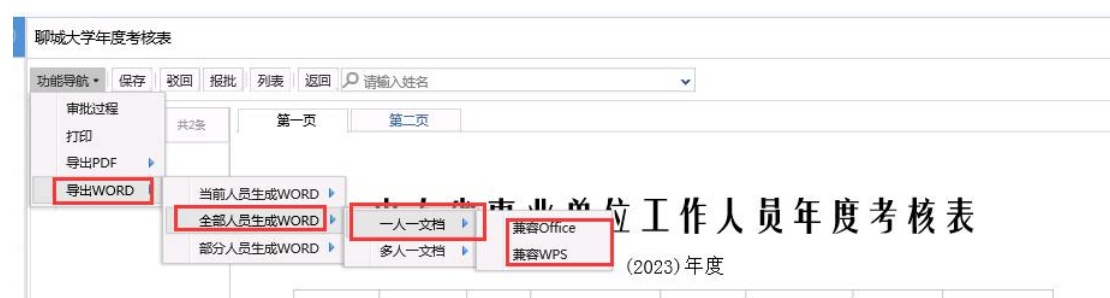 聊城大学年度考核表
功能导航 保存 驳回 报批 列表 返回 请输入姓名
审批过程
打印
导出PDF
导出WORD
共2条
第一页 第二页
当前人员生成WORD
全部人员生成WORD
部分人员生成WORD
一人一文档
多人一文档
兼容Office
兼容WPS
位工作人员年度考核表
(2023)年度